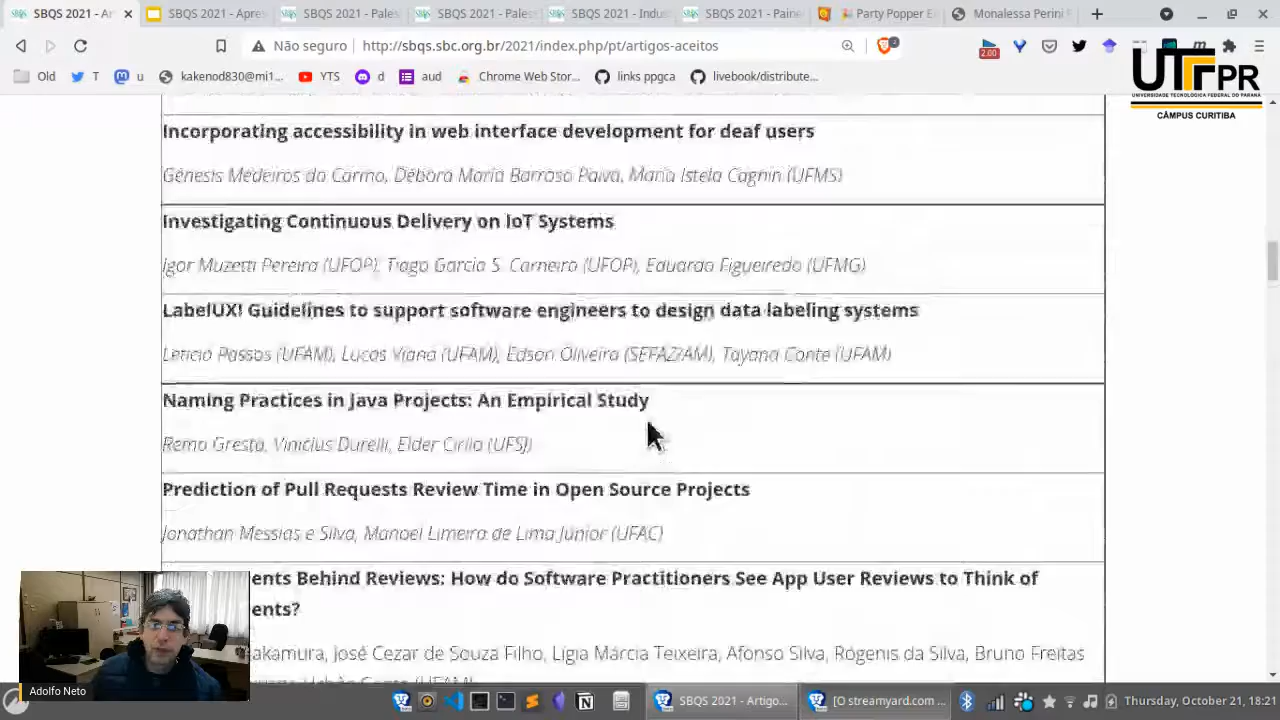 SBQS 2021 - Ar
SBQS 2021 - Apres
SBQS 2021 - Pales
SBQS 2021 - Pales
SBQS 2021 - Indus
SBQS 2021 - Paine
Party Popper E
Monalessa Perini
Não seguro
http://sbqs.sbc.org.br/2021/index.php/pt/artigos-aceitos
2
2.00
Old
T
u
kakenod830@mj1...
YTS
d
aud
Chrome Web Stor...
links ppgca
livebook/distribute...
UTFPR
UNIVERSIDADE TECNOLÓGICA FEDERAL DO PARANÁ
CÂMPUS CURITIBA
Incorporating accessibility in web interface development for deaf users
Gênesis Medeiros do Carmo, Débora Maria Barroso Paiva, Maria Istela Cagnin (UFMS)
Investigating Continuous Delivery on IoT Systems
Igor Muzetti Pereira (UFOP), Tiago Garcia S. Carneiro (UFOP), Eduardo Figueiredo (UFMG)
LabelUX! Guidelines to support software engineers to design data labeling systems
Leticia Passos (UFAM), Lucas Viana (UFAM), Edson Oliveira (SEFAZ/AM), Tayana Conte (UFAM)
Naming Practices in Java Projects: An Empirical Study
Remo Gresta, Vinicius Durelli, Elder Cirilo (UFSJ)
Prediction of Pull Requests Review Time in Open Source Projects
Jonathan Messias e Silva, Manoel Limeira de Lima Júnior (UFAC)
ents Behind Reviews: How do Software Practitioners See App User Reviews to Think of
ents?
akamura, José Cezar de Souza Filho, Ligia Márcia Teixeira, Afonso Silva, Rogenis da Silva, Bruno Freitas
Adolfo Neto
SBQS 2021 - Artigo...
[O streamyard.com ...
Thursday, October 21, 18:21